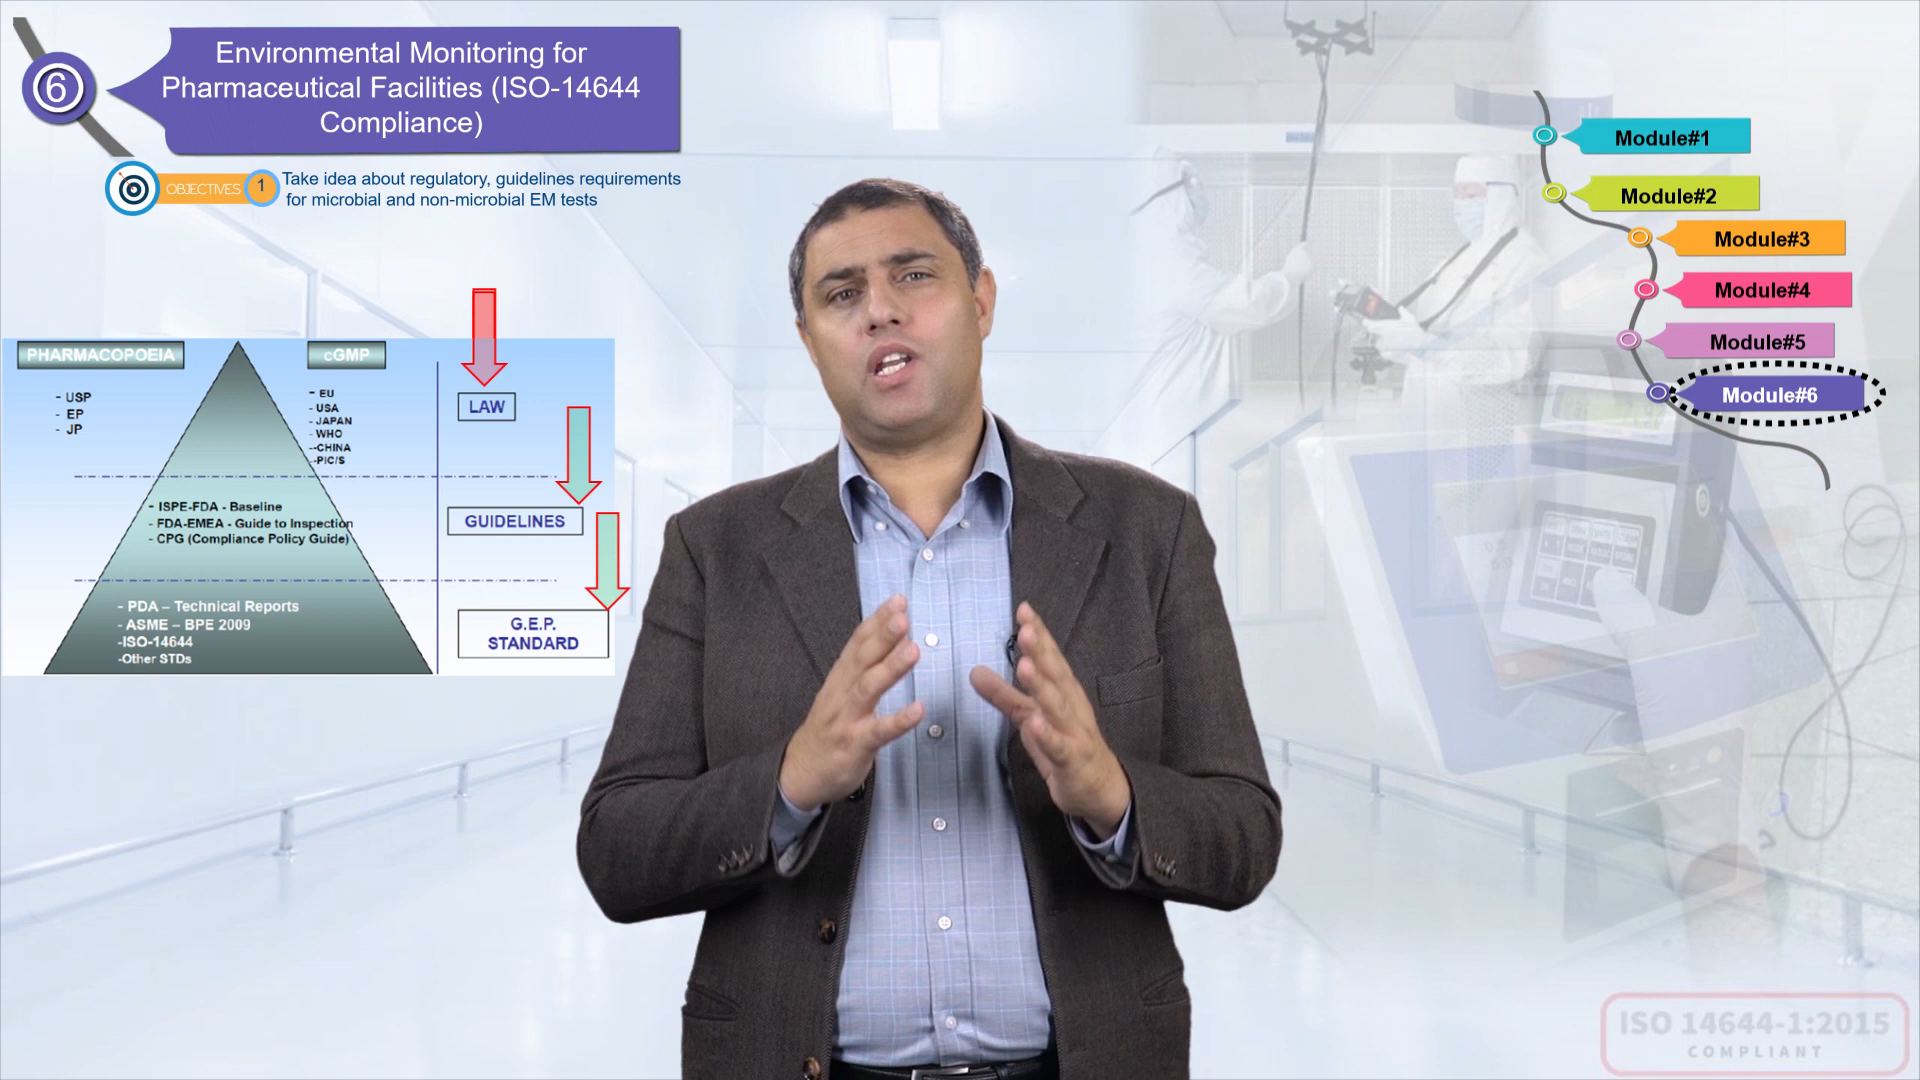 6
Environmental Monitoring for
Pharmaceutical Facilities (ISO-14644
Compliance)
OBJECTIVES 1
Take idea about regulatory, guidelines requirements
for microbial and non-microbial EM tests
PHARMACOPOEIA
- USP
- EP
- JP
cGMP
- EU
- USA
- JAPAN
- WHO
--CHINA
--PIC/S
LAW
- ISPE-FDA - Baseline
- FDA-EMEA - Guide to Inspection
- CPG (Compliance Policy Guide)
GUIDELINES
- PDA – Technical Reports
- ASME – BPE 2009
-ISO-14644
-Other STDs
G.E.P.
STANDARD
Module#1
Module#2
Module#3
Module#4
Module#5
Module#6
ISO 14644-1:2015
COMPLIANT